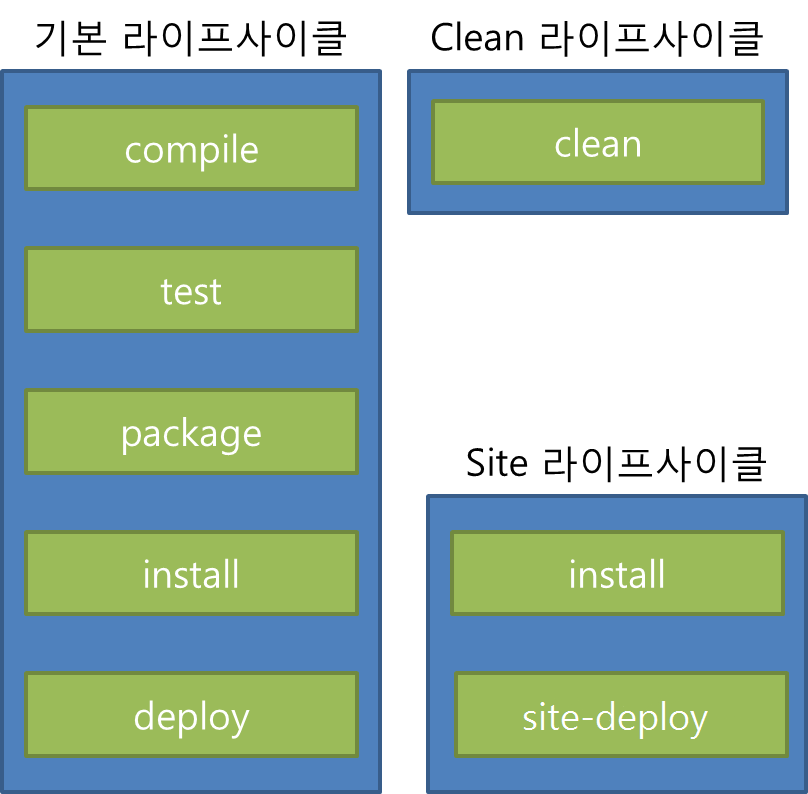 기본 라이프사이클
compile
test
package
install
deploy
Clean 라이프사이클
clean
Site 라이프사이클
install
site-deploy